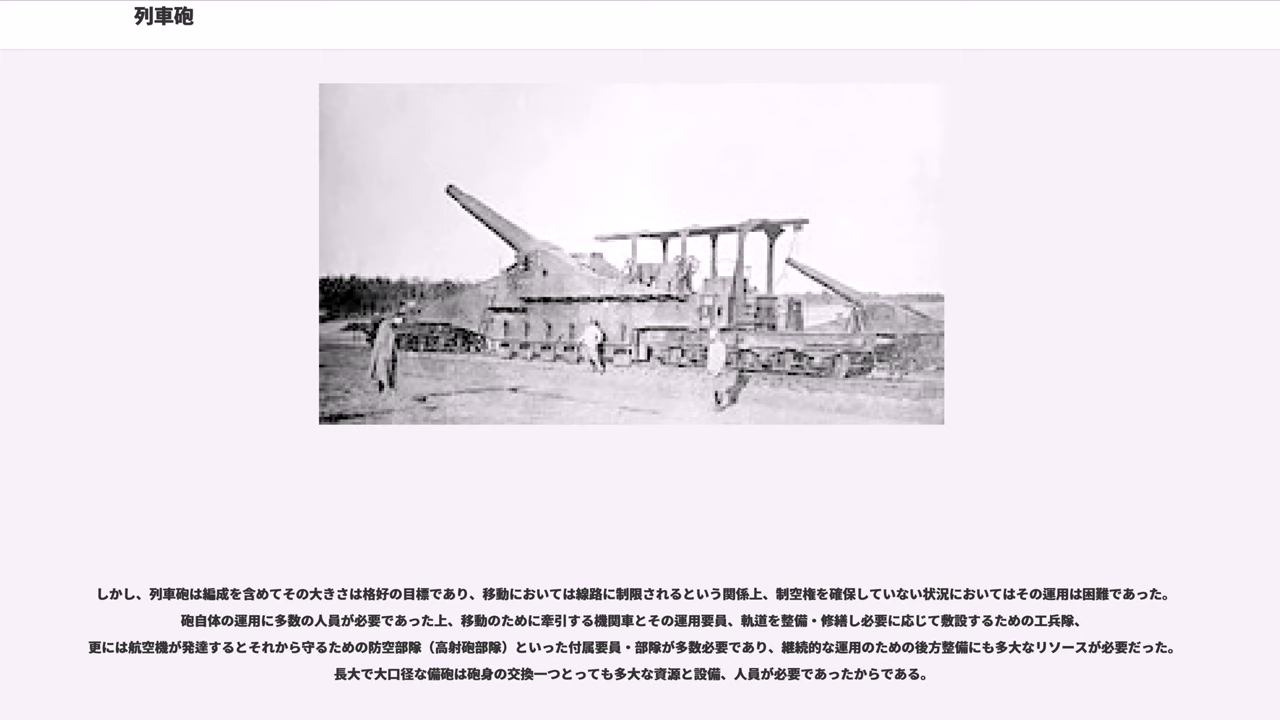 列車砲
しかし、列車砲は編成を含めてその大きさは格好の目標であり、移動においては線路に制限されるという関係上、制空権を確保していない状況においてはその運用は困難であった。
砲自体の運用に多数の人員が必要であった上、移動のために牽引する機関車とその運用要員、軌道を整備・修繕し必要に応じて敷設するための工兵隊、
更には航空機が発達するとそれから守るための防空部隊（高射砲部隊）といった付属要員・部隊が多数必要であり、継続的な運用のための後方整備にも多大なリソースが必要だった。
長大で大口径な備砲は砲身の交換一つとっても多大な資源と設備、人員が必要であったからである。